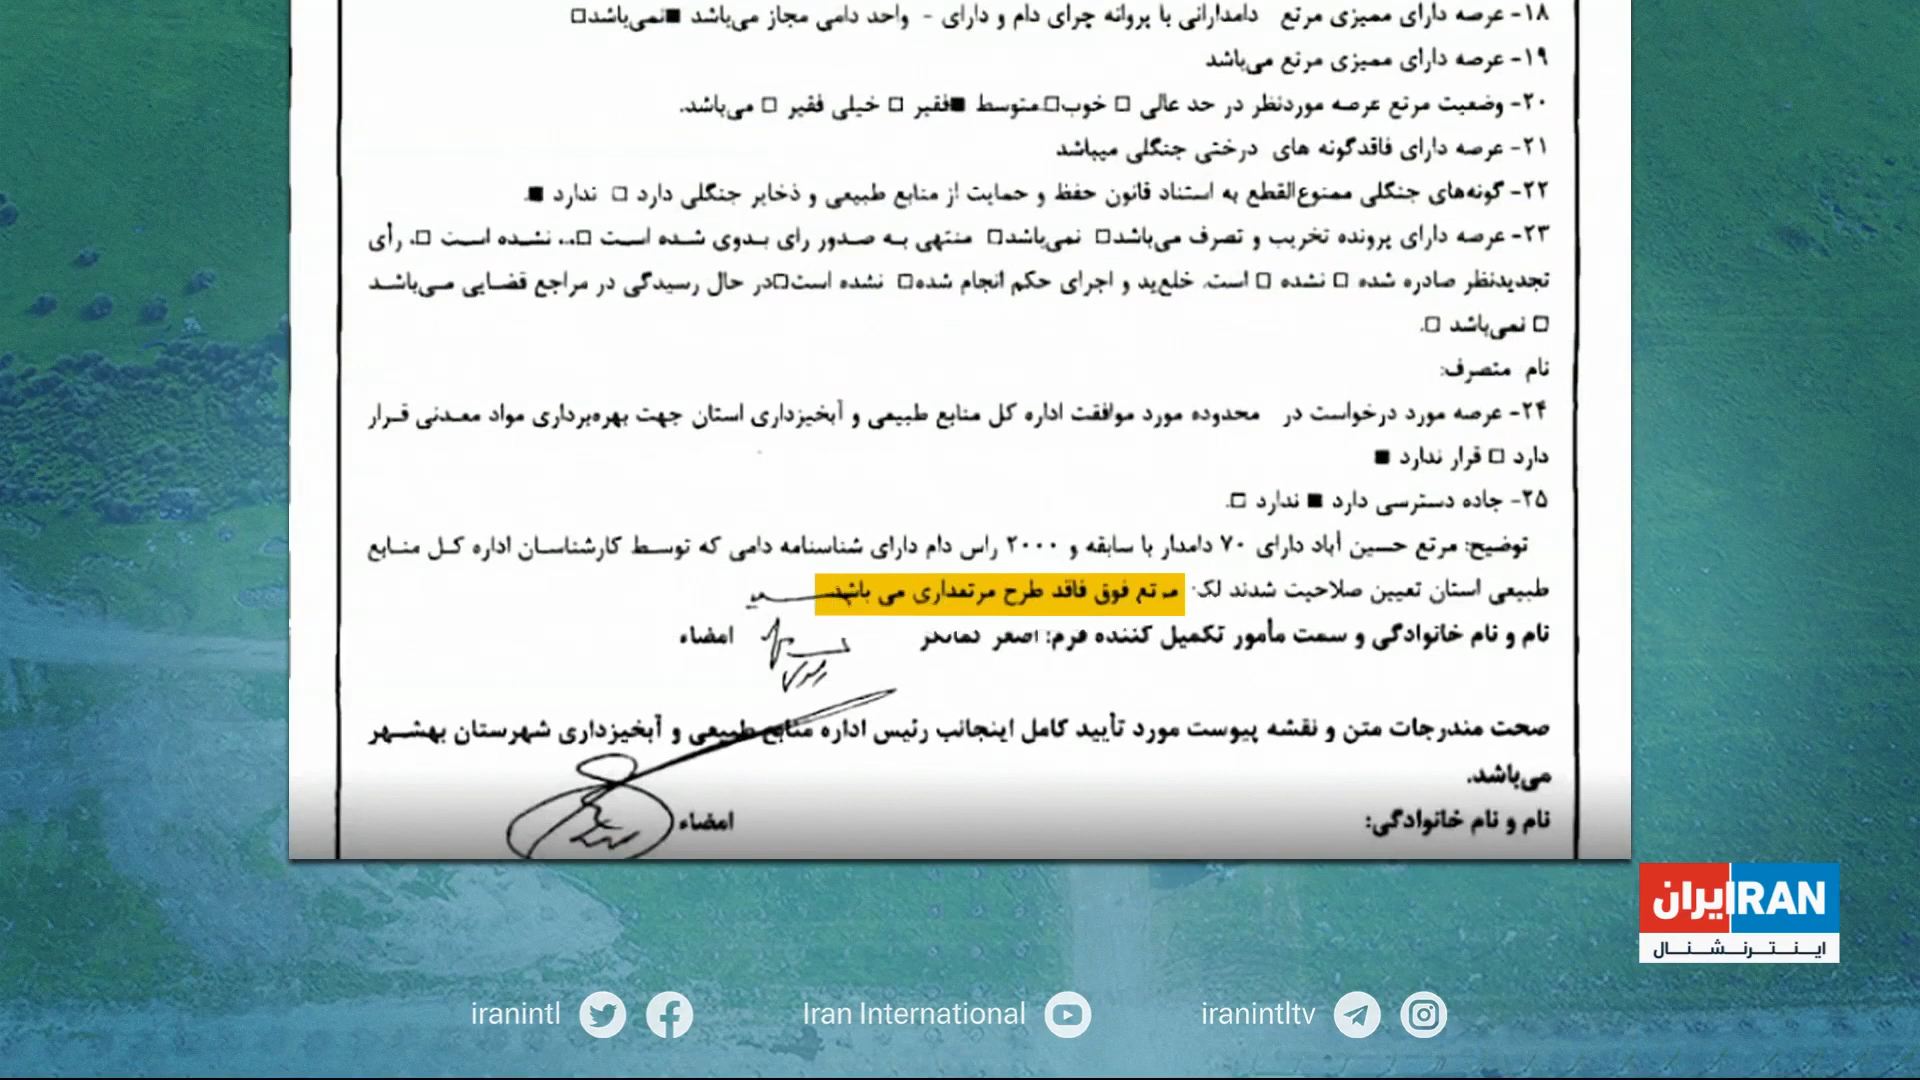 ۱۸- عرصه دارای ممیزی مرتع دامدارانی با پروانه چرای دام و دارای - واحد دامی مجاز می‌باشد ■نمی‌باشد□
۱۹- عرصه دارای ممیزی مرتع می‌باشد
۲۰- وضعیت مرتع عرصه موردنظر در حد عالی □ خوب□متوسط ■فقیر □ خیلی فقیر □ می‌باشد.
۲۱- عرصه دارای فاقدگونه های درختی جنگلی میباشد
۲۲- گونه‌های جنگلی ممنوع‌القطع به استناد قانون حفظ و حمایت از منابع طبیعی و ذخایر جنگلی دارد □ ندارد ■.
۲۳- عرصه دارای پرونده تخریب و تصرف می‌باشد□ نمی‌باشد□ منتهی به صدور رای بدوی شده است □.. نشده است □. رأی
تجدیدنظر صادره شده □ نشده □ است. خلع‌ید و اجرای حکم انجام شده□ نشده است□در حال رسیدگی در مراجع قضایی می‌باشد
□ نمی‌باشد □.
نام متصرف:
۲۴- عرصه مورد درخواست در محدوده مورد موافقت اداره کل منابع طبیعی و آبخیزداری استان جهت بهره‌برداری مواد معدنی قرار
دارد □ قرار ندارد ■
۲۵- جاده دسترسی دارد ■ ندارد □.
توضیح: مرتع حسین آباد دارای ۷۰ دامدار با سابقه و ۲۰۰۰ راس دام دارای شناسنامه دامی که توسط کارشناسان اداره کل منابع
طبیعی استان تعیین صلاحیت شدند مرتع فوق فاقد طرح مرتعداری می باشد
نام و نام خانوادگی و سمت مأمور تکمیل کننده فرم: اصغر امضاء
صحت مندرجات متن و نقشه پیوست مورد تأیید کامل اینجانب رئیس اداره منابع طبیعی و آبخیزداری شهرستان بهشهر
می‌باشد.
نام و نام خانوادگی: امضاء
ایران IRAN
اینترنشنال
iranintl Iran International iranintltv